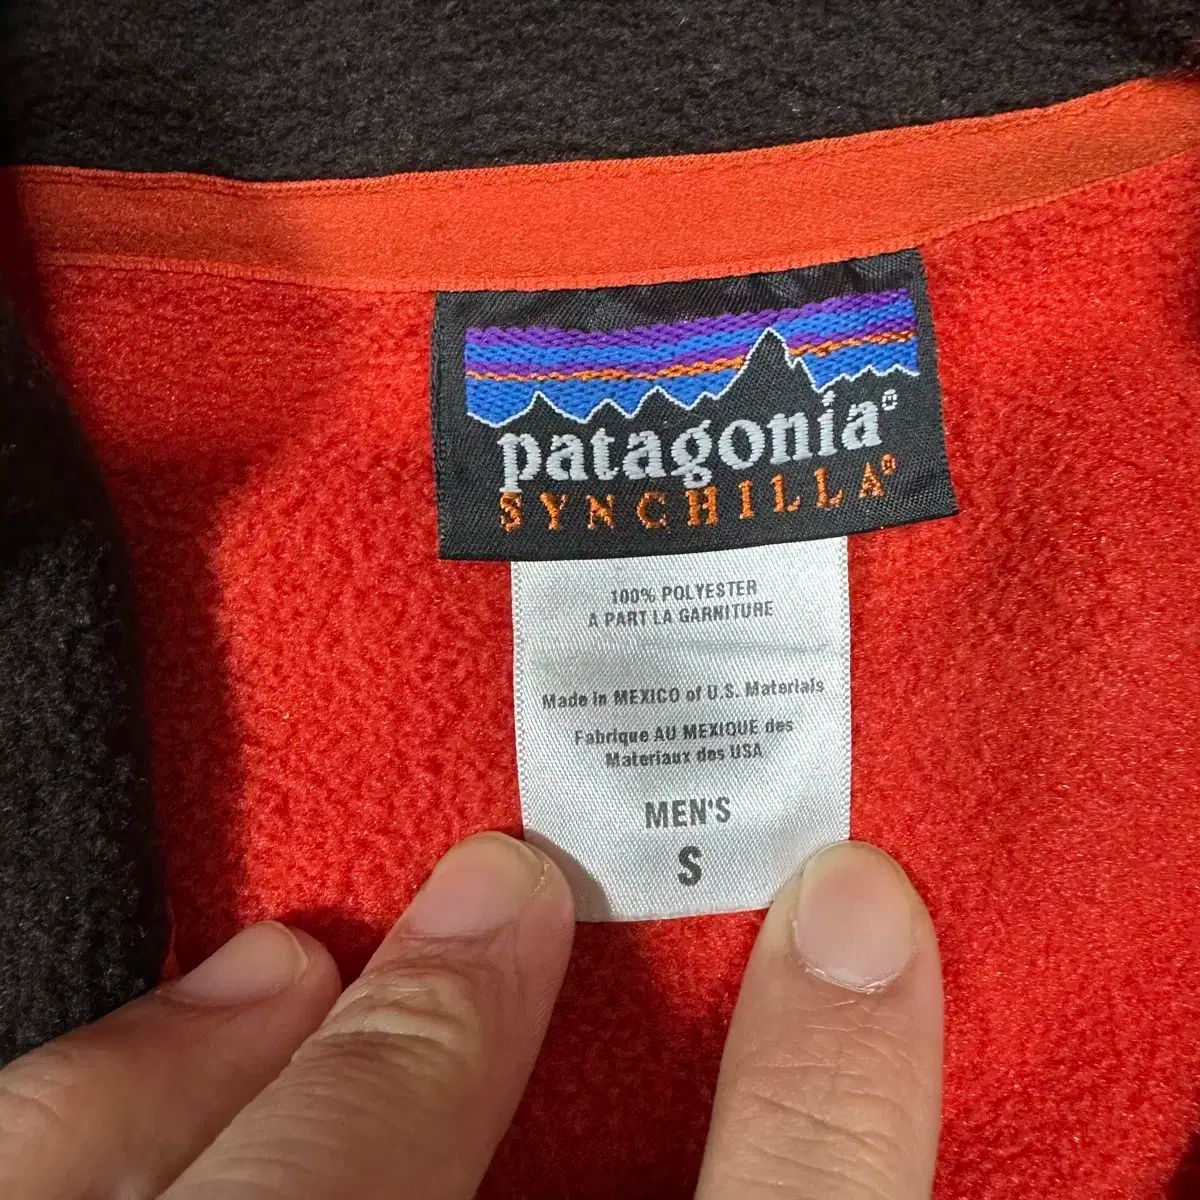 patagonia®
SYNCHILLA®
100% POLYESTER
A PART LA GARNITURE
Made in MEXICO of U.S. Materials
Fabrique AU MEXIQUE des
Materiaux des USA
MEN'S
S